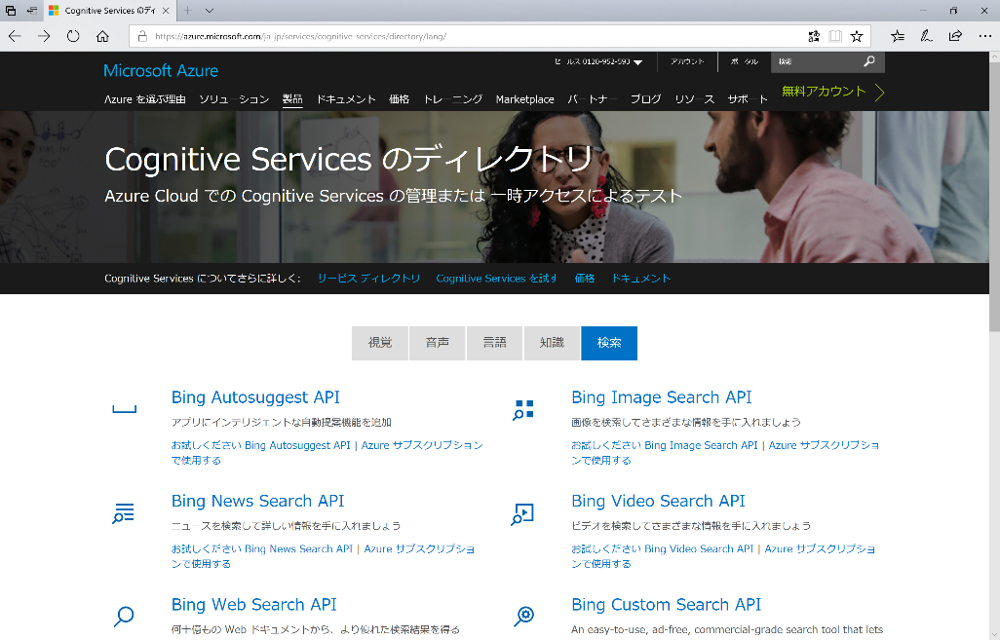 Cognitive Services のディ
https://azure.microsoft.com/ja-jp/services/cognitive-services/directory/lang/
Microsoft Azure
セールス 0120-952-593
アカウント
ポータル
検索
Azure を選ぶ理由 ソリューション 製品 ドキュメント 価格 トレーニング Marketplace パートナー ブログ リソース サポート
無料アカウント
Cognitive Services のディレクトリ
Azure Cloud での Cognitive Services の管理または 一時アクセスによるテスト
Cognitive Services についてさらに詳しく: サービス ディレクトリ Cognitive Services を試す 価格 ドキュメント
視覚 音声 言語 知識 検索
Bing Autosuggest API
アプリにインテリジェントな自動提案機能を追加
お試しください Bing Autosuggest API | Azure サブスクリプション
で使用する
Bing Image Search API
画像を検索してさまざまな情報を手に入れましょう
お試しください Bing Image Search API | Azure サブスクリプショ
ンで使用する
Bing News Search API
ニュースを検索して詳しい情報を手に入れましょう
お試しください Bing News Search API | Azure サブスクリプショ
ンで使用する
Bing Video Search API
ビデオを検索してさまざまな情報を手に入れましょう
お試しください Bing Video Search API | Azure サブスクリプショ
ンで使用する
Bing Web Search API
何十億もの Web ドキュメントから、より優れた検索結果を得る
Bing Custom Search API
An easy-to-use, ad-free, commercial-grade search tool that lets